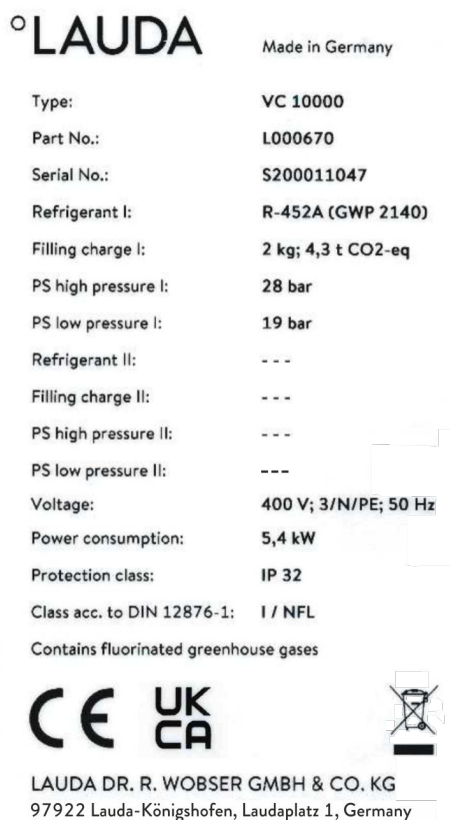 °LAUDA Made in Germany
Type: VC 10000
Part No.: L000670
Serial No.: S200011047
Refrigerant I: R-452A (GWP 2140)
Filling charge I: 2 kg; 4,3 t CO2-eq
PS high pressure I: 28 bar
PS low pressure I: 19 bar
Refrigerant II: - - -
Filling charge II: - - -
PS high pressure II: - - -
PS low pressure II: ---
Voltage: 400 V; 3/N/PE; 50 Hz
Power consumption: 5,4 kW
Protection class: IP 32
Class acc. to DIN 12876-1: I / NFL
Contains fluorinated greenhouse gases
CE UK
CA
LAUDA DR. R. WOBSER GMBH & CO. KG
97922 Lauda-Königshofen, Laudaplatz 1, Germany